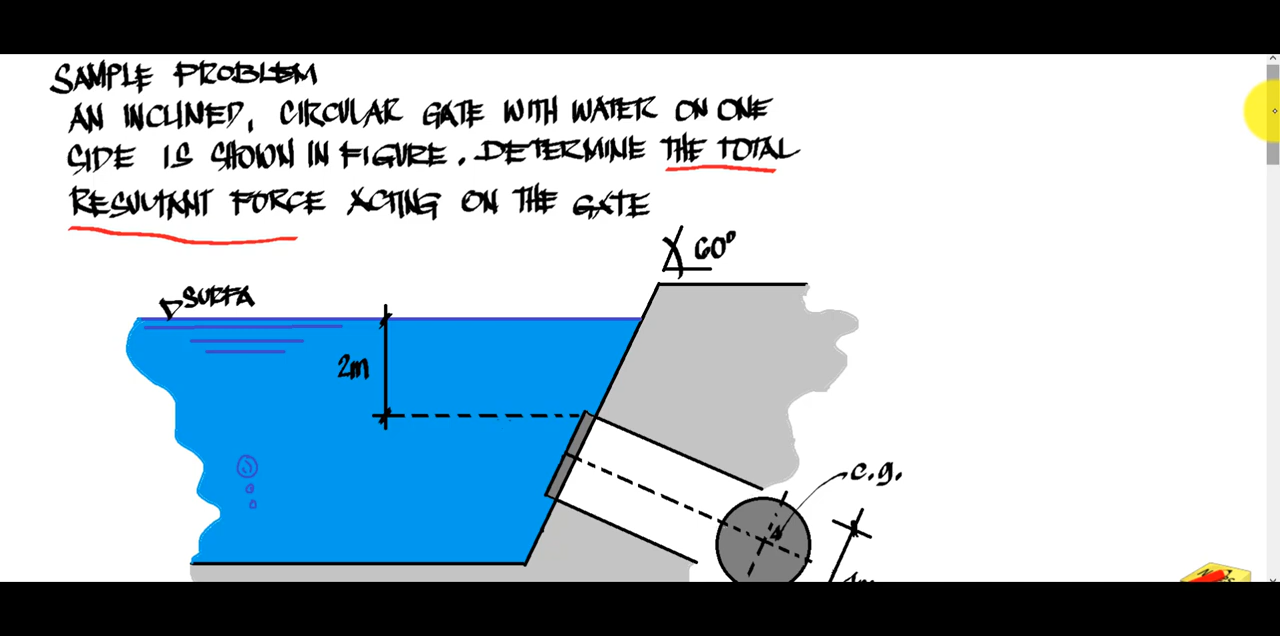 SAMPLE PROBLEM
AN INCLINED, CIRCULAR GATE WITH WATER ON ONE
SIDE IS SHOWN IN FIGURE. DETERMINE THE TOTAL
RESULTANT FORCE ACTING ON THE GATE
60°
SURFA
2m
c.g.